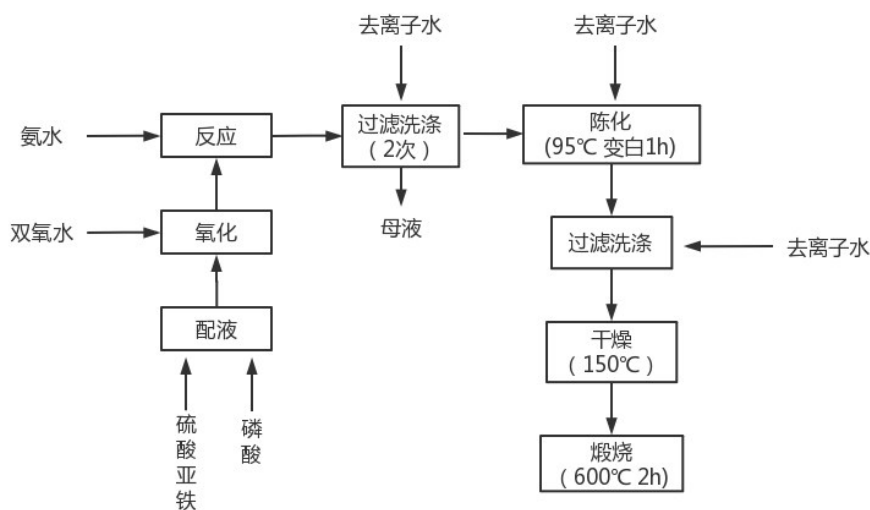 去离子水
去离子水
氨水
反应
过滤洗涤
(2次)
陈化
(95℃ 变白1h)
双氧水
氧化
母液
过滤洗涤
去离子水
配液
干燥
(150℃)
硫酸亚铁
磷酸
煅烧
(600℃ 2h)